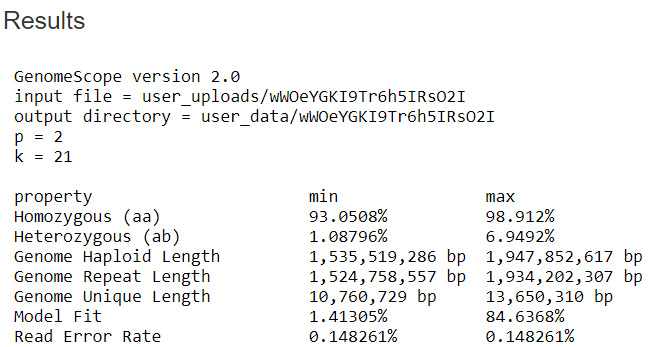 Results
GenomeScope version 2.0
input file = user_uploads/wWOeYGKI9Tr6h5IRsO2I
output directory = user_data/wWOeYGKI9Tr6h5IRsO2I
p = 2
k = 21
property min max
Homozygous (aa) 93.0508% 98.912%
Heterozygous (ab) 1.08796% 6.9492%
Genome Haploid Length 1,535,519,286 bp 1,947,852,617 bp
Genome Repeat Length 1,524,758,557 bp 1,934,202,307 bp
Genome Unique Length 10,760,729 bp 13,650,310 bp
Model Fit 1.41305% 84.6368%
Read Error Rate 0.148261% 0.148261%